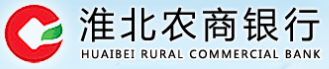 淮北农商银行
HUAIBEI RURAL COMMERCIAL BANK